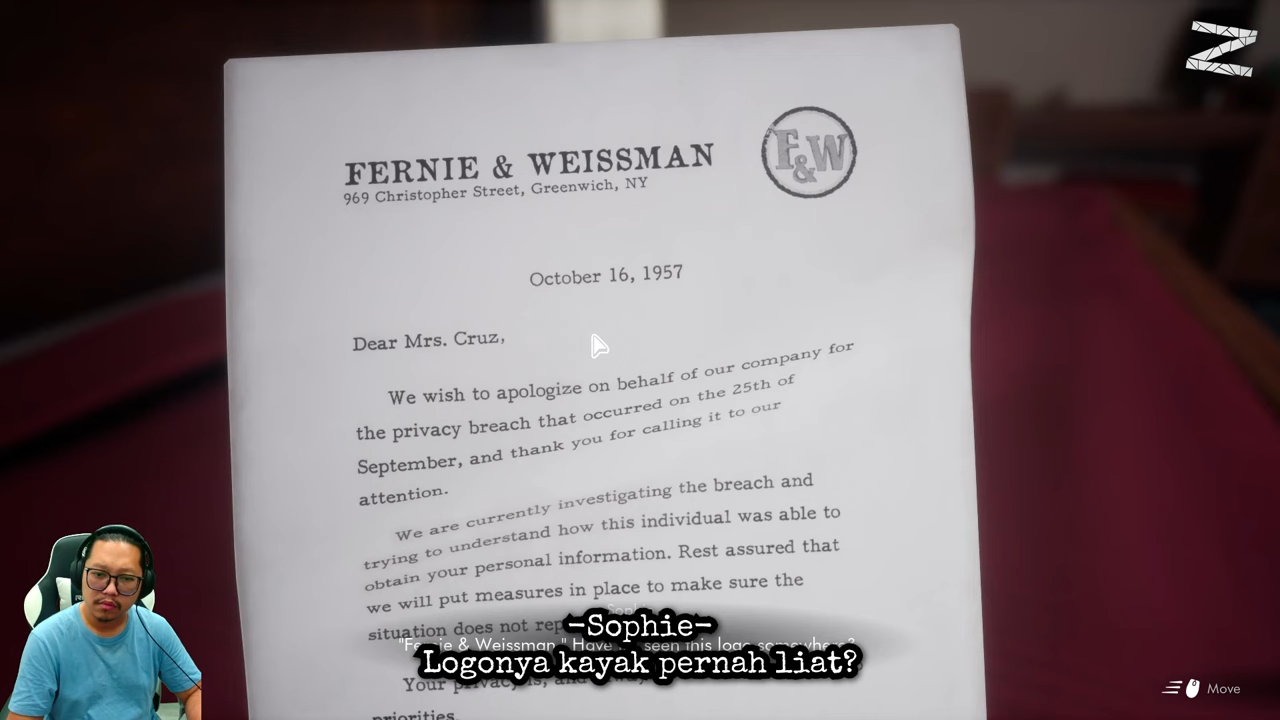 Z
FERNIE & WEISSMAN
F&W
969 Christopher Street, Greenwich, NY
October 16, 1957
Dear Mrs. Cruz,
We wish to apologize on behalf of our company for
the privacy breach that occurred on the 25th of
September, and thank you for calling it to our
attention.
We are currently investigating the breach and
trying to understand how this individual was able to
obtain your personal information. Rest assured that
we will put measures in place to make sure the
situation does not
-Sophie-
"Fernie & Weissman." Have seen this logo somewhere?
Logonya kayak pernah liat?
Your privacy is, and
priorities.
Move